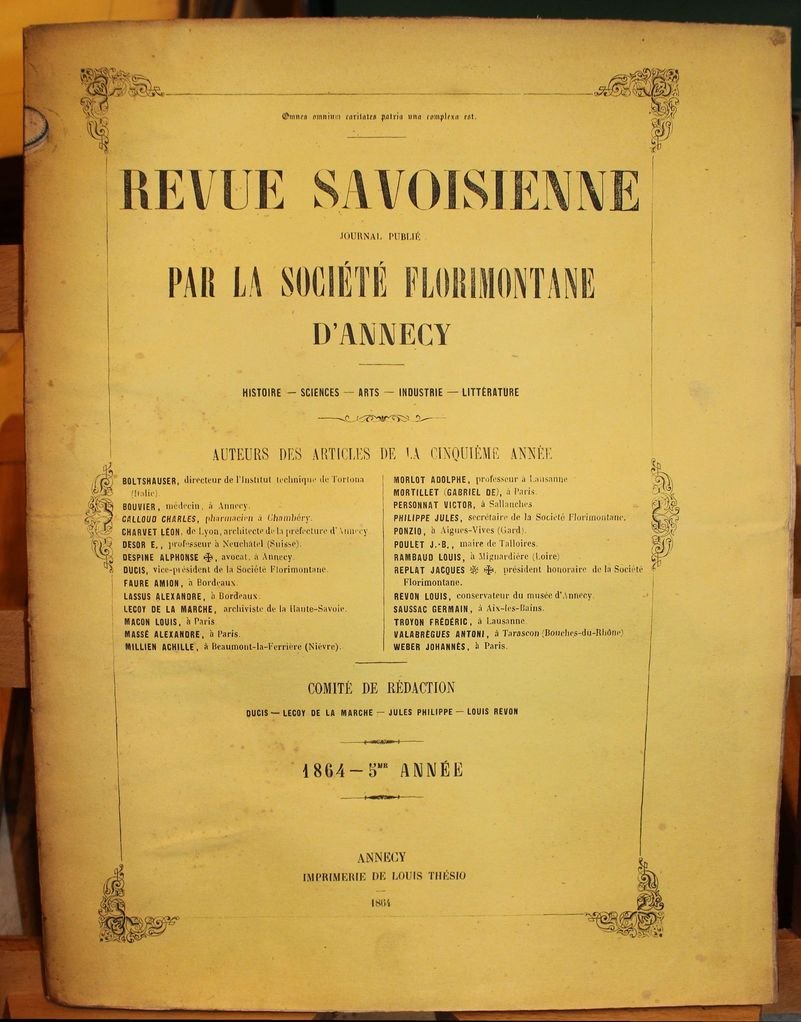 Omnes omnium caritates patria una complexa est.
REVUE SAVOISIENNE
JOURNAL PUBLIÉ
PAR LA SOCIÉTÉ FLORIMONTANE
D'ANNECY
HISTOIRE — SCIENCES — ARTS — INDUSTRIE — LITTÉRATURE
AUTEURS DES ARTICLES DE LA CINQUIÈME ANNÉE
BOLTSHAUSER, directeur de l'Institut technique de Tortona
(Italie).
BOUVIER, médecin, à Annecy.
CALLOUD CHARLES, pharmacien à Chambéry.
CHARVET LÉON, de Lyon, architecte de la préfecture d'Annecy
DESOR E., professeur à Neuchâtel (Suisse).
DESPINE ALPHONSE ✠, avocat, à Annecy.
DUCIS, vice-président de la Société Florimontane.
FAURE AMION, à Bordeaux.
LASSUS ALEXANDRE, à Bordeaux.
LECOY DE LA MARCHE, archiviste de la Haute-Savoie.
MACON LOUIS, à Paris
MASSÉ ALEXANDRE, à Paris.
MILLIEN ACHILLE, à Beaumont-la-Ferrière (Nièvre).
MORLOT ADOLPHE, professeur à Lausanne
MORTILLET (GABRIEL DE), à Paris.
PERSONNAT VICTOR, à Sallanches
PHILIPPE JULES, secrétaire de la Société Florimontane.
PONZIO, à Aigues-Vives (Gard).
POULET J.-B., maire de Talloires.
RAMBAUD LOUIS, à Mignardière (Loire)
REPLAT JACQUES ❊ ✠, président honoraire de la Société
Florimontane.
REVON LOUIS, conservateur du musée d'Annecy.
SAUSSAC GERMAIN, à Aix-les-Bains.
TROYON FRÉDÉRIC, à Lausanne
VALABRÈGUES ANTONI, à Tarascon (Bouches-du-Rhône)
WEBER JOHANNÈS, à Paris.
COMITÉ DE RÉDACTION
DUCIS — LECOY DE LA MARCHE — JULES PHILIPPE — LOUIS REVON
1864 — 5ME ANNÉE
ANNECY
IMPRIMERIE DE LOUIS THÉSIO
1864